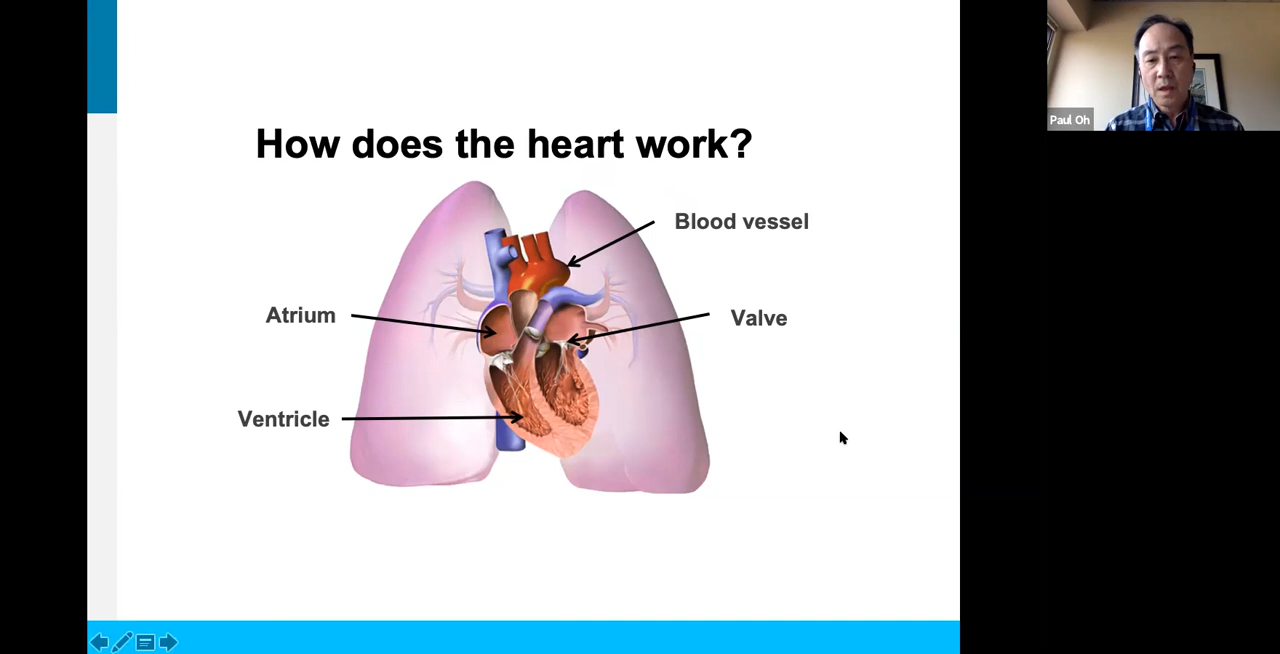 How does the heart work?
Blood vessel
Atrium
Valve
Ventricle
Paul Oh